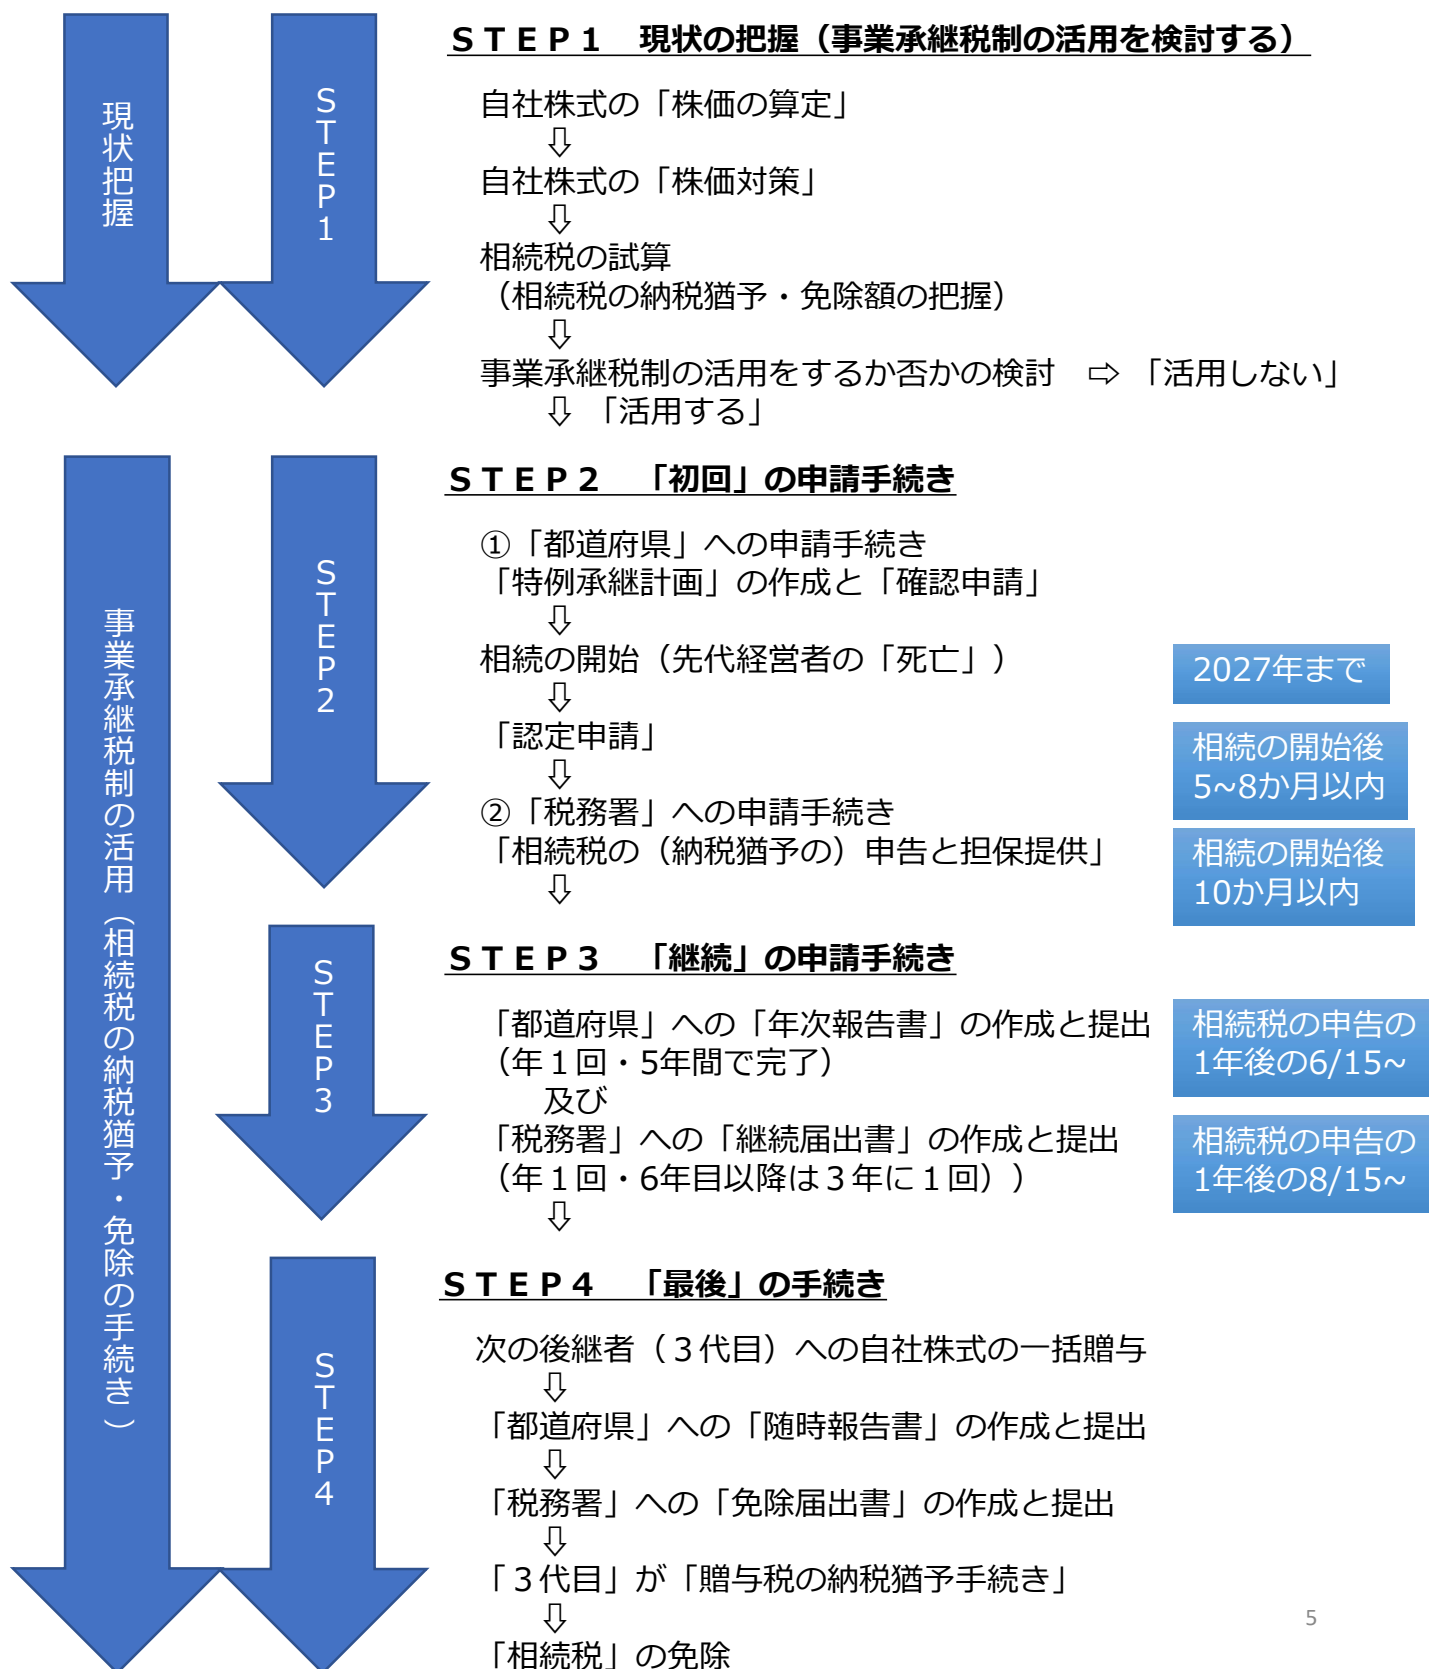 現状把握
STEP1
ＳＴＥＰ１　現状の把握（事業承継税制の活用を検討する）
自社株式の「株価の算定」
⇩
自社株式の「株価対策」
⇩
相続税の試算
（相続税の納税猶予・免除額の把握）
⇩
事業承継税制の活用をするか否かの検討　⇨「活用しない」
⇩「活用する」
事業承継税制の活用（相続税の納税猶予・免除の手続き）
STEP2
ＳＴＥＰ２　「初回」の申請手続き
①「都道府県」への申請手続き
「特例承継計画」の作成と「確認申請」
⇩
相続の開始（先代経営者の「死亡」）
2027年まで
⇩
「認定申請」
相続の開始後
5~8か月以内
⇩
②「税務署」への申請手続き
「相続税の（納税猶予の）申告と担保提供」
相続の開始後
10か月以内
⇩
STEP3
ＳＴＥＰ３　「継続」の申請手続き
「都道府県」への「年次報告書」の作成と提出
（年１回・5年間で完了）
相続税の申告の
1年後の6/15~
及び
「税務署」への「継続届出書」の作成と提出
（年１回・6年目以降は３年に１回））
相続税の申告の
1年後の8/15~
⇩
STEP4
ＳＴＥＰ４　「最後」の手続き
次の後継者（３代目）への自社株式の一括贈与
⇩
「都道府県」への「随時報告書」の作成と提出
⇩
「税務署」への「免除届出書」の作成と提出
⇩
「３代目」が「贈与税の納税猶予手続き」
⇩
「相続税」の免除
5